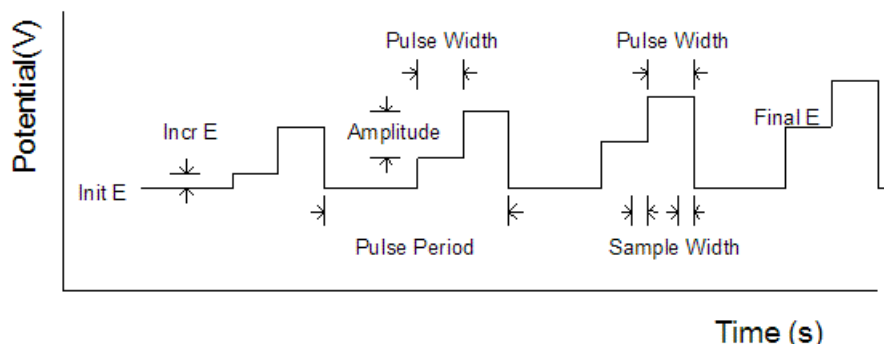 Potential(V)
Pulse Width
Pulse Width
Incr E
Amplitude
Final E
Init E
Pulse Period
Sample Width
Time (s)